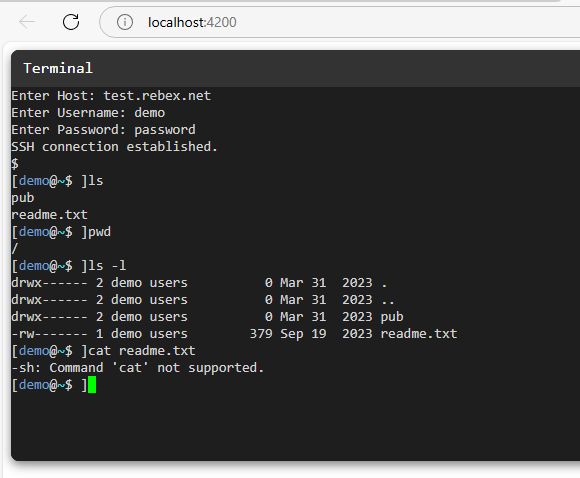 localhost:4200
Terminal
Enter Host: test.rebex.net
Enter Username: demo
Enter Password: password
SSH connection established.
$
[demo@~$ ]ls
pub
readme.txt
[demo@~$ ]pwd
/
[demo@~$ ]ls -l
drwx------ 2 demo users          0 Mar 31  2023 .
drwx------ 2 demo users          0 Mar 31  2023 ..
drwx------ 2 demo users          0 Mar 31  2023 pub
-rw------- 1 demo users        379 Sep 19  2023 readme.txt
[demo@~$ ]cat readme.txt
-sh: Command 'cat' not supported.
[demo@~$ ]